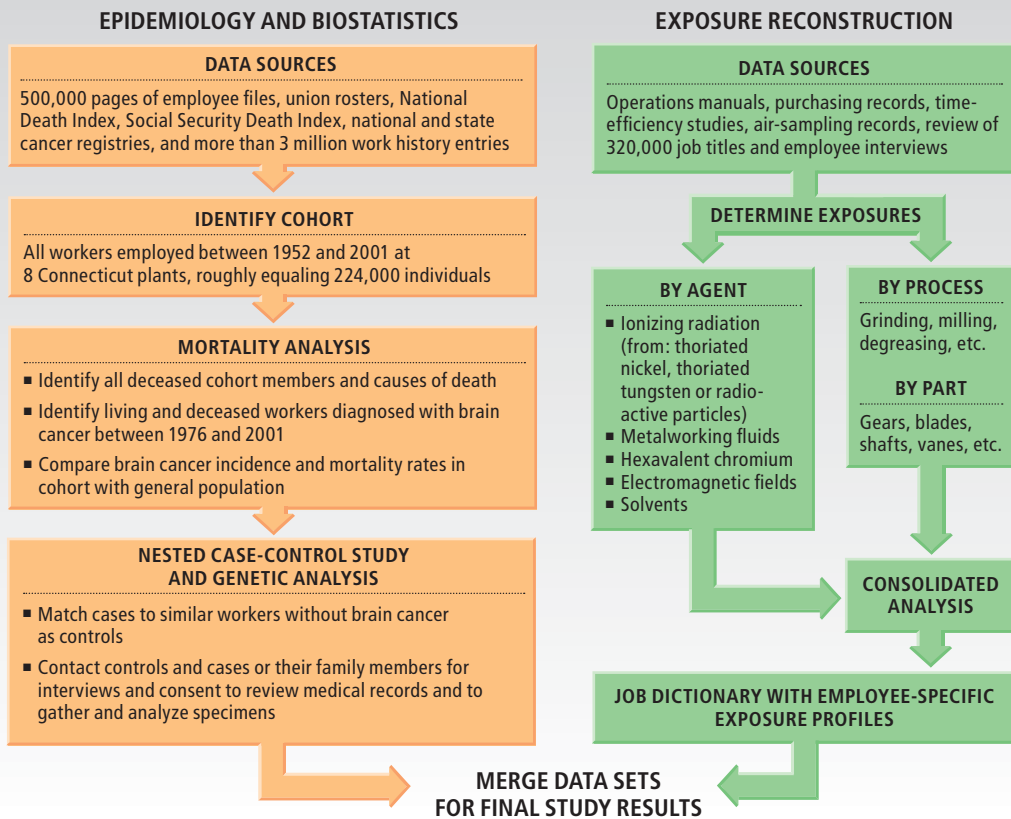 EPIDEMIOLOGY AND BIOSTATISTICS
DATA SOURCES
500,000 pages of employee files, union rosters, National
Death Index, Social Security Death Index, national and state
cancer registries, and more than 3 million work history entries
IDENTIFY COHORT
All workers employed between 1952 and 2001 at
8 Connecticut plants, roughly equaling 224,000 individuals
MORTALITY ANALYSIS
■ Identify all deceased cohort members and causes of death
■ Identify living and deceased workers diagnosed with brain
cancer between 1976 and 2001
■ Compare brain cancer incidence and mortality rates in
cohort with general population
NESTED CASE-CONTROL STUDY
AND GENETIC ANALYSIS
■ Match cases to similar workers without brain cancer
as controls
■ Contact controls and cases or their family members for
interviews and consent to review medical records and to
gather and analyze specimens
EXPOSURE RECONSTRUCTION
DATA SOURCES
Operations manuals, purchasing records, time-
efficiency studies, air-sampling records, review of
320,000 job titles and employee interviews
DETERMINE EXPOSURES
BY AGENT
■ Ionizing radiation
(from: thoriated
nickel, thoriated
tungsten or radio-
active particles)
■ Metalworking fluids
■ Hexavalent chromium
■ Electromagnetic fields
■ Solvents
BY PROCESS
Grinding, milling,
degreasing, etc.
BY PART
Gears, blades,
shafts, vanes, etc.
CONSOLIDATED
ANALYSIS
JOB DICTIONARY WITH EMPLOYEE-SPECIFIC
EXPOSURE PROFILES
MERGE DATA SETS
FOR FINAL STUDY RESULTS